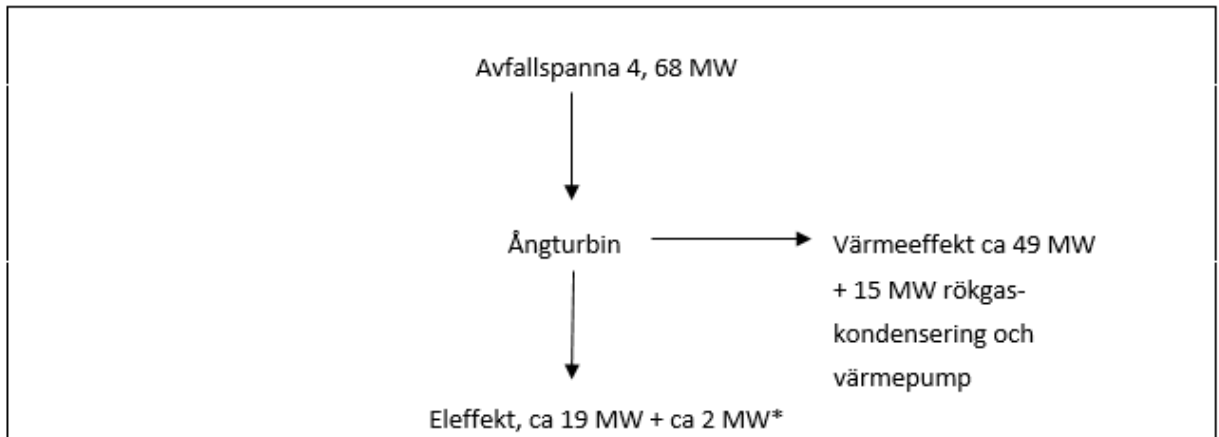 Avfallspanna 4, 68 MW
Ångturbin
Värmeeffekt ca 49 MW
+ 15 MW rökgas-
kondensering och
värmepump
Eleffekt, ca 19 MW + ca 2 MW*